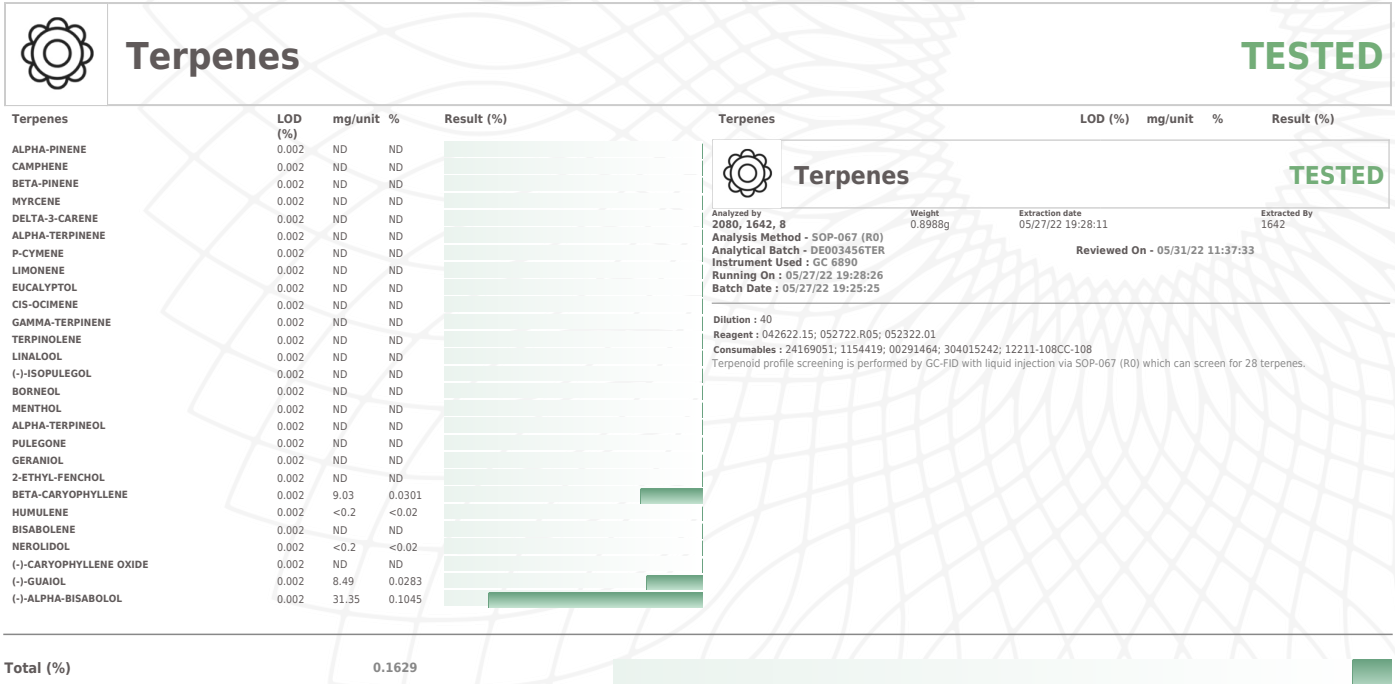 Terpenes
TESTED
Terpenes LOD (%) mg/unit % Result (%)
ALPHA-PINENE 0.002 ND ND
CAMPHENE 0.002 ND ND
BETA-PINENE 0.002 ND ND
MYRCENE 0.002 ND ND
DELTA-3-CARENE 0.002 ND ND
ALPHA-TERPINENE 0.002 ND ND
P-CYMENE 0.002 ND ND
LIMONENE 0.002 ND ND
EUCALYPTOL 0.002 ND ND
CIS-OCIMENE 0.002 ND ND
GAMMA-TERPINENE 0.002 ND ND
TERPINOLENE 0.002 ND ND
LINALOOL 0.002 ND ND
(-)-ISOPULEGOL 0.002 ND ND
BORNEOL 0.002 ND ND
MENTHOL 0.002 ND ND
ALPHA-TERPINEOL 0.002 ND ND
PULEGONE 0.002 ND ND
GERANIOL 0.002 ND ND
2-ETHYL-FENCHOL 0.002 ND ND
BETA-CARYOPHYLLENE 0.002 9.03 0.0301
HUMULENE 0.002 <0.2 <0.02
BISABOLENE 0.002 ND ND
NEROLIDOL 0.002 <0.2 <0.02
(-)-CARYOPHYLLENE OXIDE 0.002 ND ND
(-)-GUAIOL 0.002 8.49 0.0283
(-)-ALPHA-BISABOLOL 0.002 31.35 0.1045
Terpenes LOD (%) mg/unit % Result (%)
Terpenes
TESTED
Analyzed by Weight Extraction date Extracted By
2080, 1642, 8 0.8988g 05/27/22 19:28:11 1642
Analysis Method - SOP-067 (R0)
Analytical Batch - DE003456TER Reviewed On - 05/31/22 11:37:33
Instrument Used : GC 6890
Running On : 05/27/22 19:28:26
Batch Date : 05/27/22 19:25:25
Dilution : 40
Reagent : 042622.15; 052722.R05; 052322.01
Consumables : 24169051; 1154419; 00291464; 304015242; 12211-108CC-108
Terpenoid profile screening is performed by GC-FID with liquid injection via SOP-067 (R0) which can screen for 28 terpenes.
Total (%) 0.1629